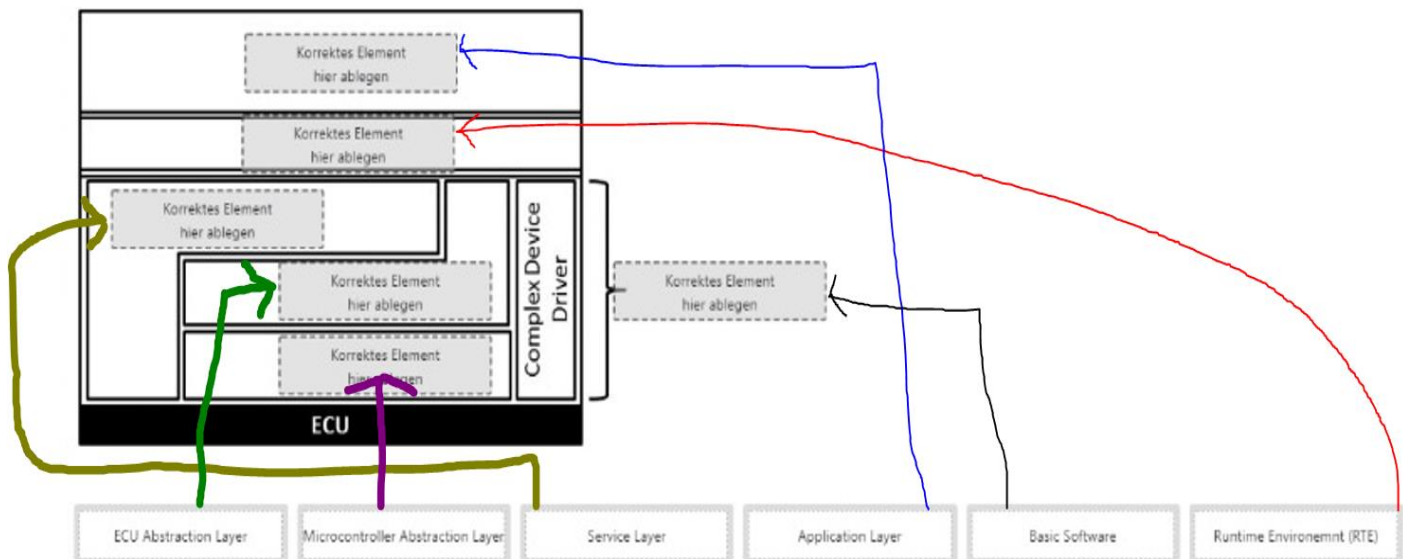 Korrektes Element
hier ablegen
Korrektes Element
hier ablegen
Korrektes Element
hier ablegen
Korrektes Element
hier ablegen
Korrektes Element
hier ablegen
Complex Device
Driver
Korrektes Element
hier ablegen
ECU
ECU Abstraction Layer
Microcontroller Abstraction Layer
Service Layer
Application Layer
Basic Software
Runtime Environemnt (RTE)